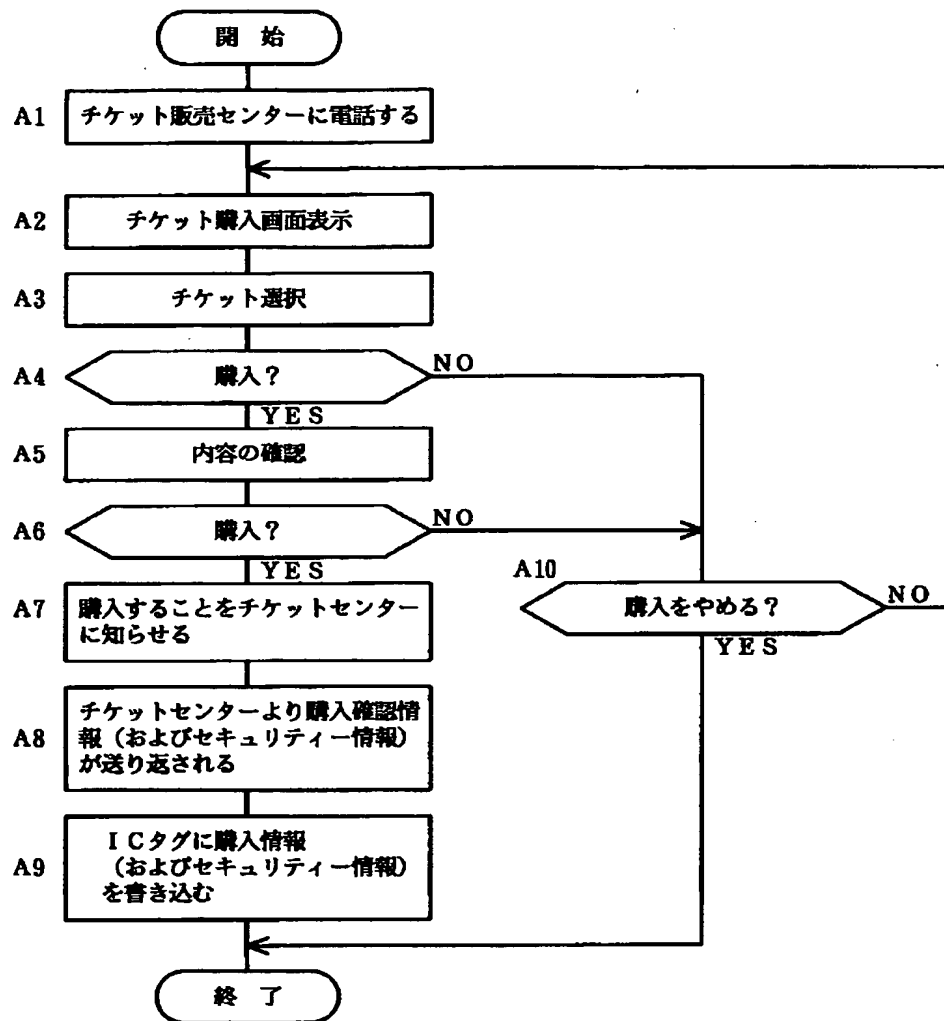 開 始
A1 チケット販売センターに電話する
A2 チケット購入画面表示
A3 チケット選択
A4 購入? NO
YES
A5 内容の確認
A6 購入? NO
YES
A7 購入することをチケットセンター
に知らせる
A10 購入をやめる? NO
YES
A8 チケットセンターより購入確認情
報(およびセキュリティー情報)
が送り返される
A9 ICタグに購入情報
(およびセキュリティー情報)
を書き込む
終 了